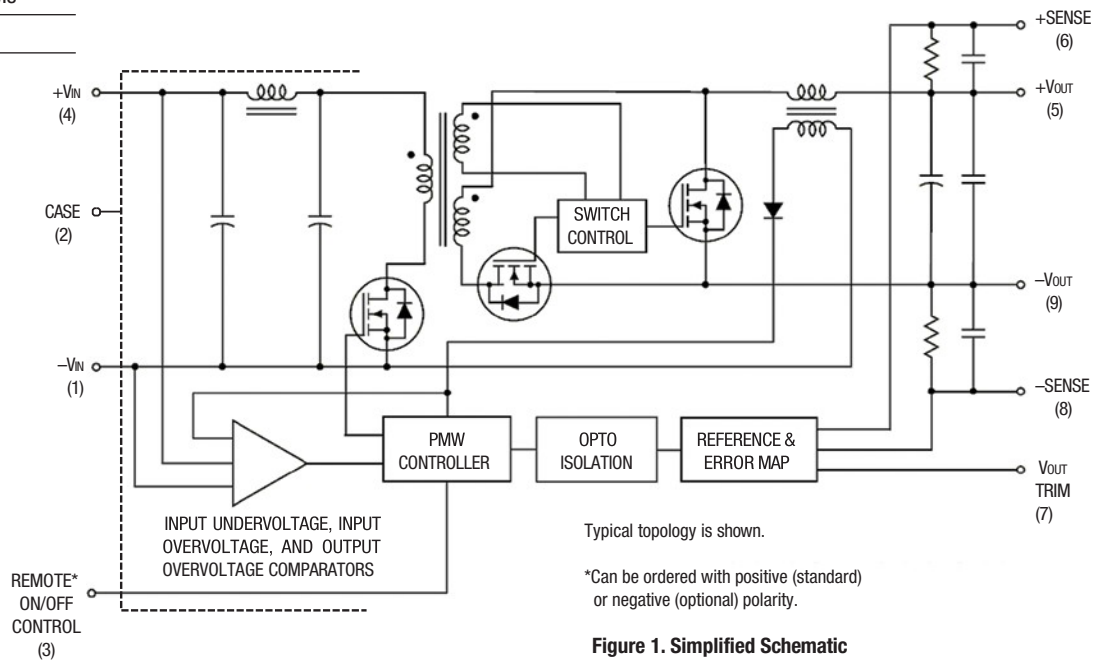 +VIN
(4)
CASE
(2)
–VIN
(1)
REMOTE*
ON/OFF
CONTROL
(3)
SWITCH
CONTROL
PMW
CONTROLLER
OPTO
ISOLATION
REFERENCE &
ERROR MAP
INPUT UNDERVOLTAGE, INPUT
OVERVOLTAGE, AND OUTPUT
OVERVOLTAGE COMPARATORS
+SENSE
(6)
+VOUT
(5)
–VOUT
(9)
–SENSE
(8)
VOUT
TRIM
(7)
Typical topology is shown.
*Can be ordered with positive (standard)
or negative (optional) polarity.
Figure 1. Simplified Schematic